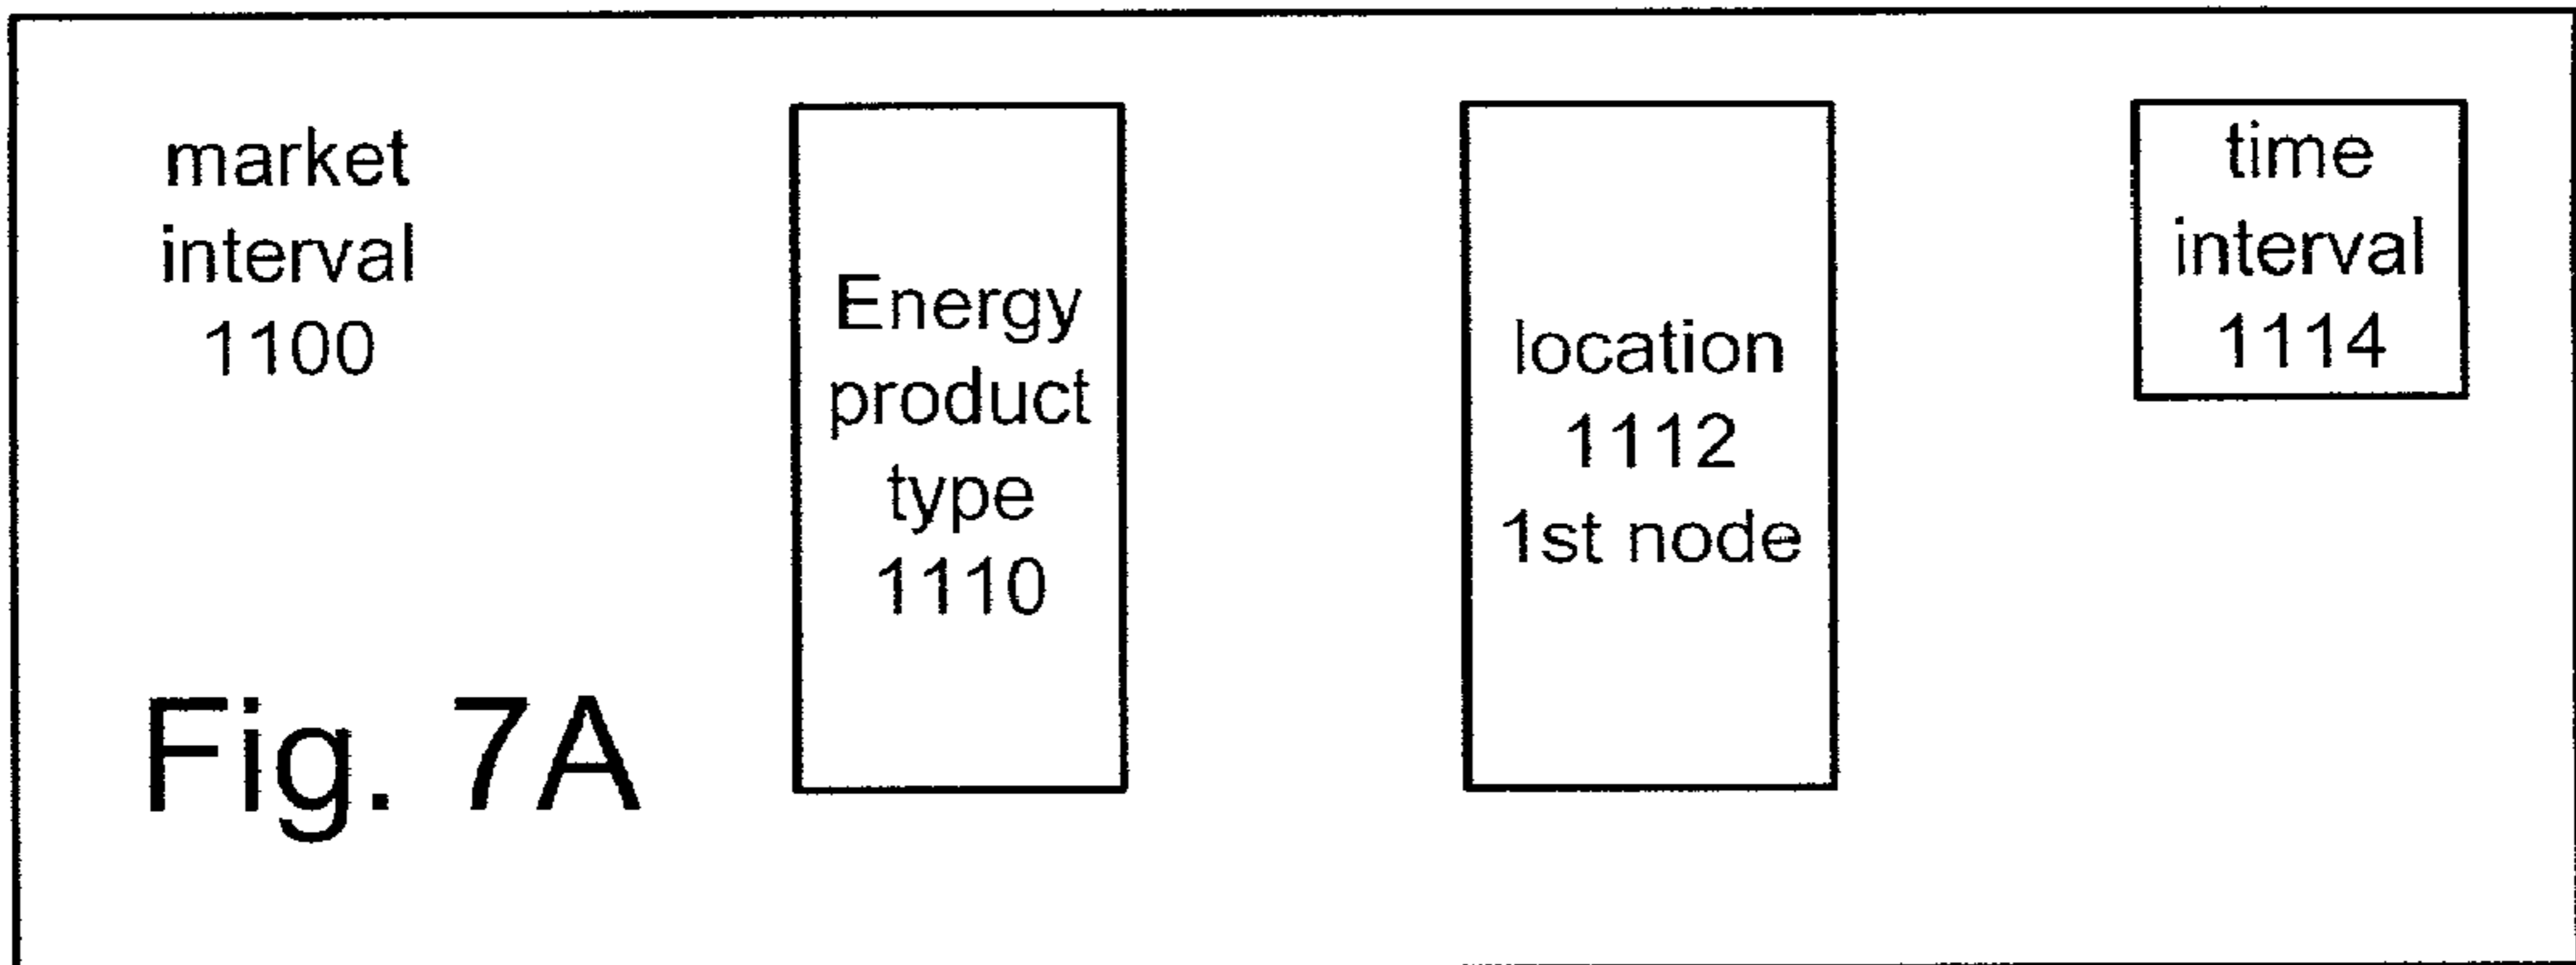 market
interval
1100
Energy
product
type
1110
location
1112
1st node
time
interval
1114
Fig. 7A